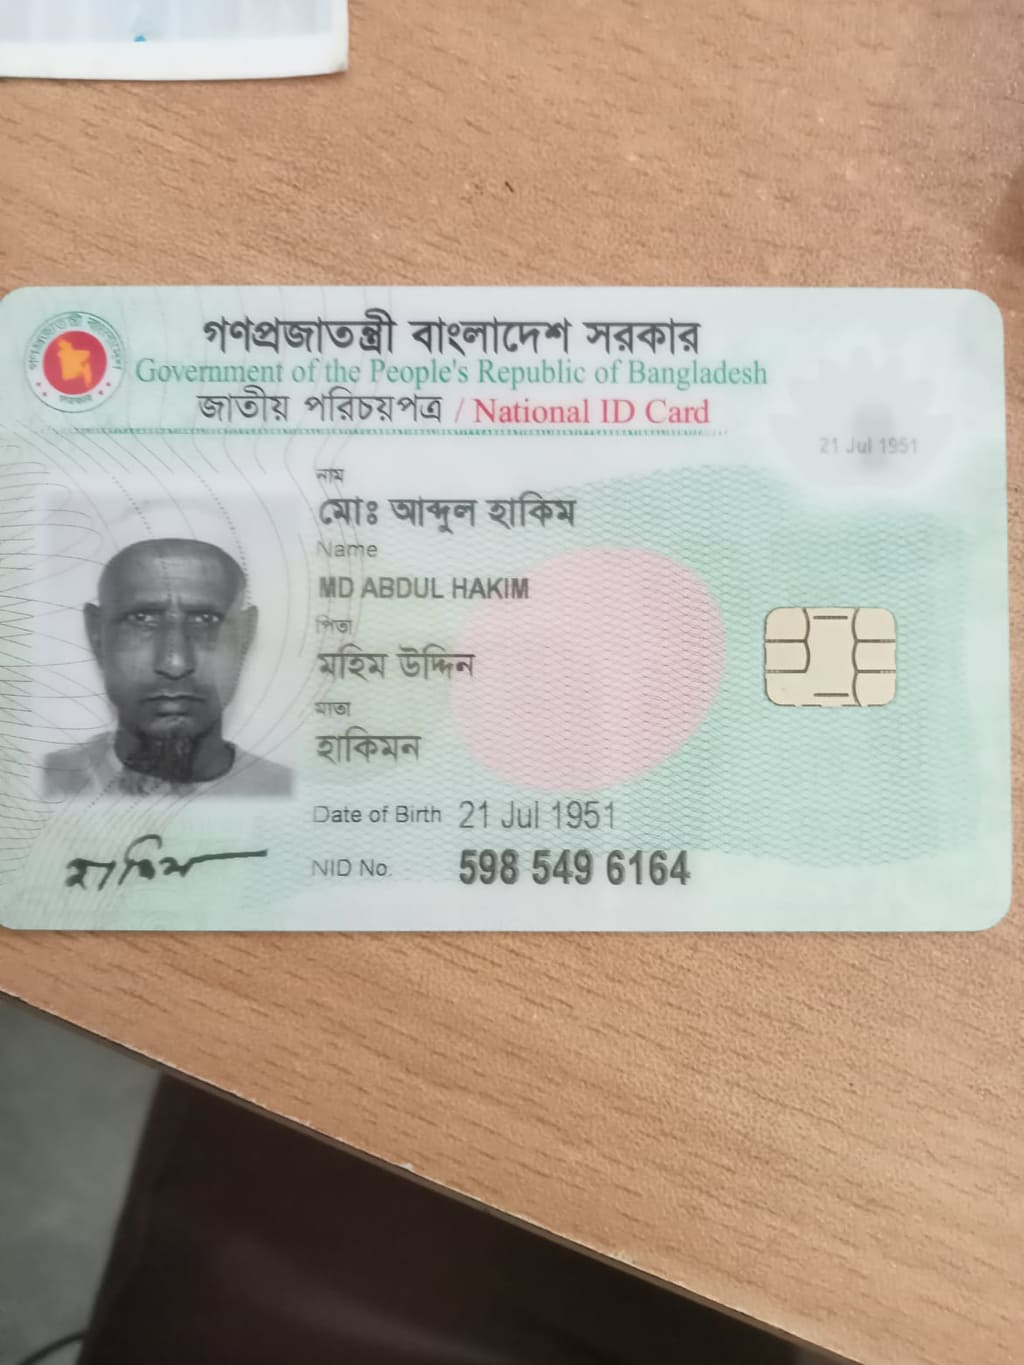 গণপ্রজাতন্ত্রী বাংলাদেশ সরকার
Government of the People's Republic of Bangladesh
জাতীয় পরিচয়পত্র / National ID Card
21 Jul 1951
নাম
মোঃ আব্দুল হাকিম
Name
MD ABDUL HAKIM
পিতা
মহিম উদ্দিন
মাতা
হাকিমন
Date of Birth 21 Jul 1951
হাকিম
NID No. 598 549 6164